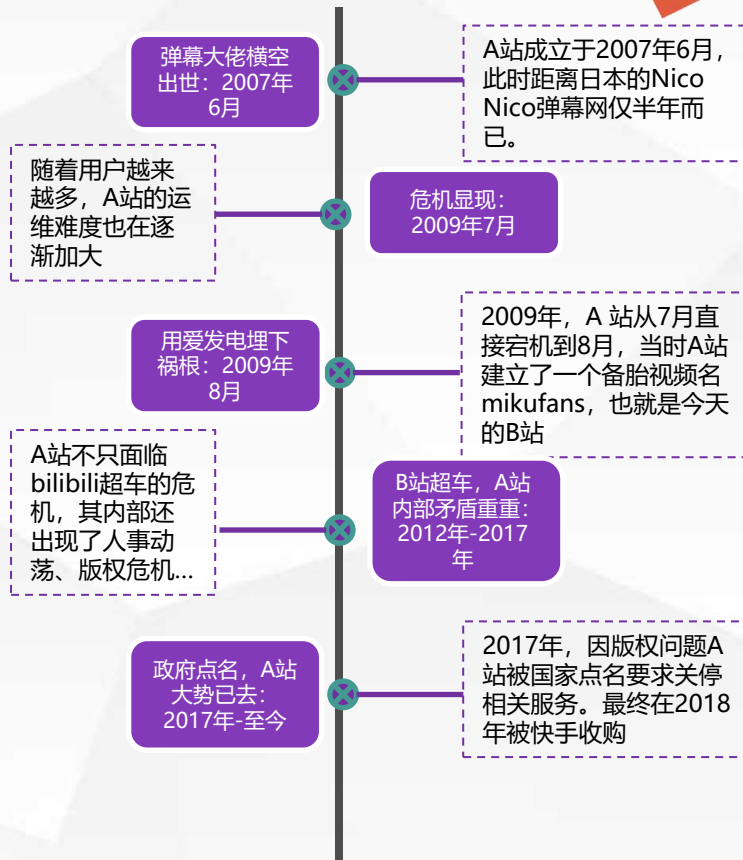 弹幕大佬横空
出世：2007年
6月
A站成立于2007年6月，
此时距离日本的Nico
Nico弹幕网仅半年而
已。
随着用户越来
越多，A站的运
维难度也在逐
渐加大
危机显现：
2009年7月
用爱发电埋下
祸根：2009年
8月
2009年，A 站从7月直
接宕机到8月，当时A站
建立了一个备胎视频名
mikufans，也就是今天
的B站
A站不只面临
bilibili超车的危
机，其内部还
出现了人事动
荡、版权危机...
B站超车，A站
内部矛盾重重：
2012年-2017
年
政府点名，A站
大势已去：
2017年-至今
2017年，因版权问题A
站被国家点名要求关停
相关服务。最终在2018
年被快手收购